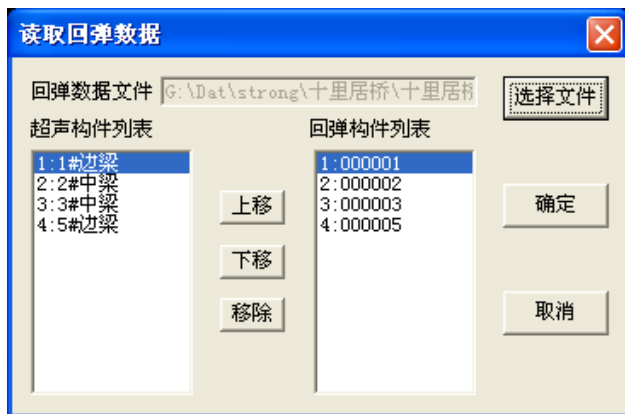 读取回弹数据
回弹数据文件 G:\Dat\strong\十里居桥\十里居桥 选择文件
超声构件列表 回弹构件列表
1:1#边梁 1:000001
2:2#中梁 2:000002
3:3#中梁 3:000003
4:5#边梁 4:000005
上移 确定
下移
移除 取消